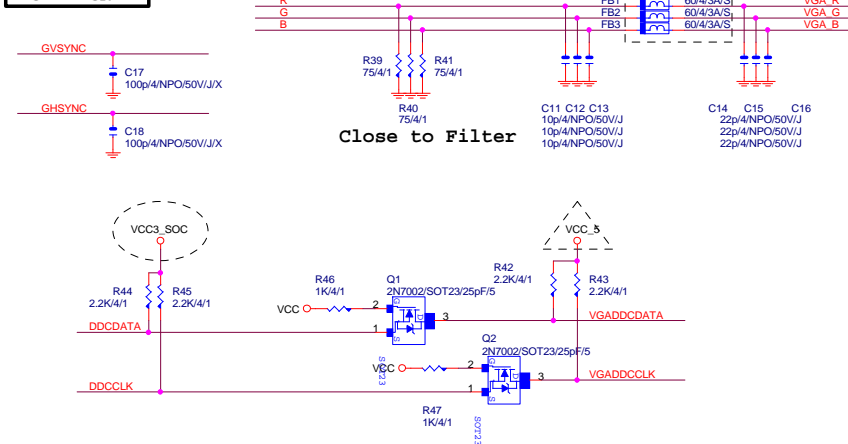 R FB1 60/4/3A/S VGA_R
G FB2 60/4/3A/S VGA_G
B FB3 60/4/3A/S VGA_B
GVSYNC
C17
100p/4/NPO/50V/J/X
R39
75/4/1
R41
75/4/1
R40
75/4/1
GHSYNC
C18
100p/4/NPO/50V/J/X
Close to Filter
C11 C12 C13
10p/4/NPO/50V/J
10p/4/NPO/50V/J
10p/4/NPO/50V/J
C14 C15 C16
22p/4/NPO/50V/J
22p/4/NPO/50V/J
22p/4/NPO/50V/J
VCC3_SOC
VCC_5
R44
2.2K/4/1
R45
2.2K/4/1
R46
1K/4/1
Q1
2N7002/SOT23/25pF/5
R42
2.2K/4/1
R43
2.2K/4/1
VCC
2
G
D
S
1
3
DDCDATA
VGADDCDATA
SOT23
Q2
2N7002/SOT23/25pF/5
VCC
2
G
D
S
1
3
DDCCLK
VGADDCCLK
R47
1K/4/1